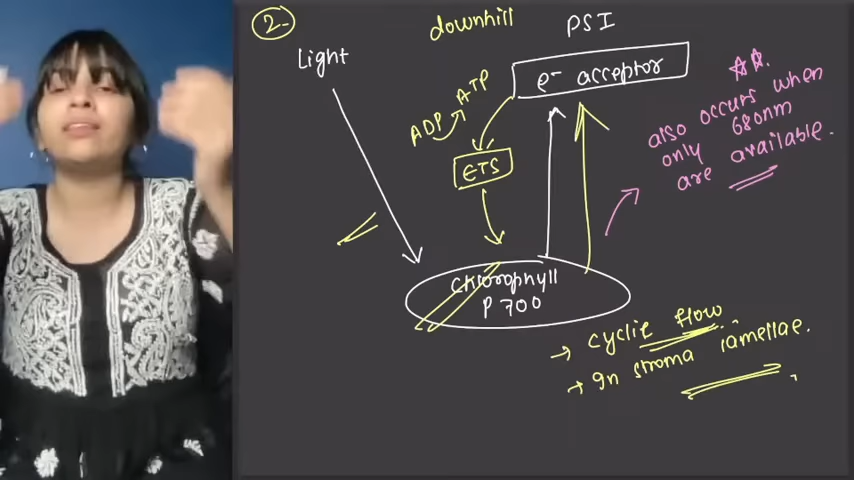 2.
downhill
PSI
Light
e⁻ acceptor
ADP ATP
ETS
also occurs when
only 680nm
are available.
chlorophyll
P 700
→ cyclic flow
→ In stroma lamellae.